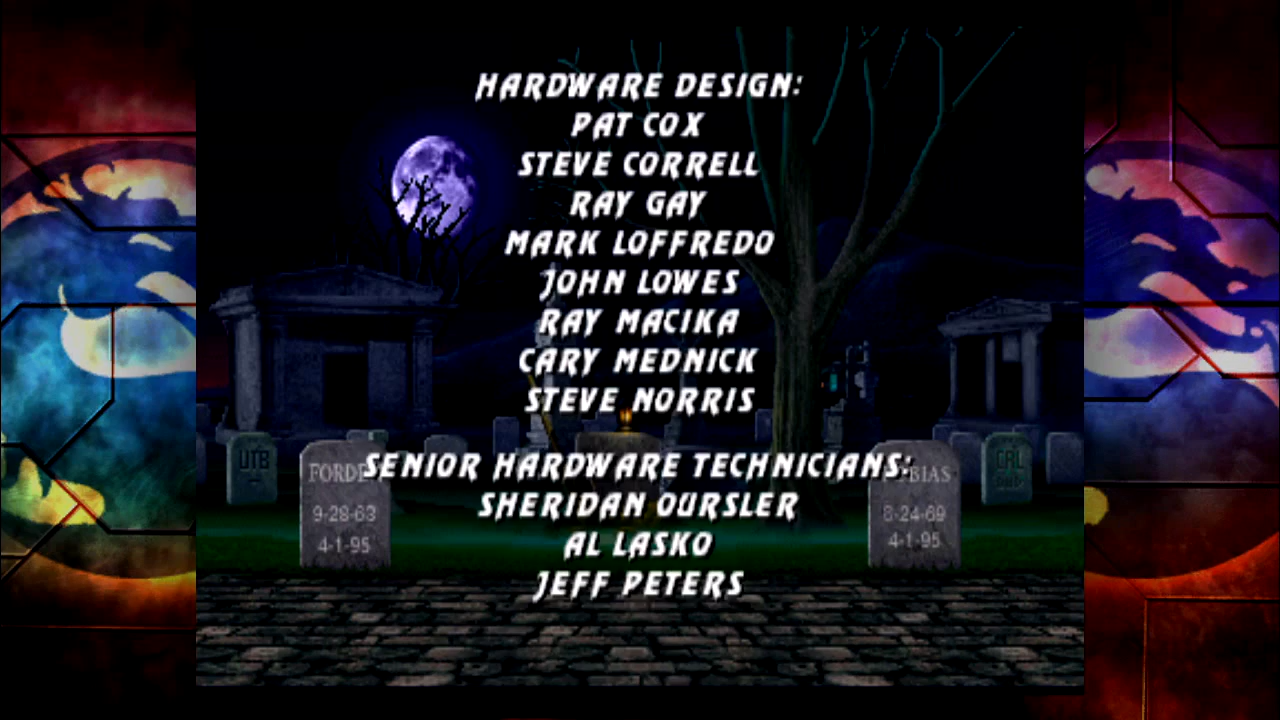 HARDWARE DESIGN:
PAT COX
STEVE CORRELL
RAY GAY
MARK LOFFREDO
JOHN LOWES
RAY MACIKA
CARY MEDNICK
STEVE NORRIS
SENIOR HARDWARE TECHNICIANS:
SHERIDAN OURSLER
AL LASKO
JEFF PETERS
UTB
9-28-63
4-1-95
8-24-69
4-1-95